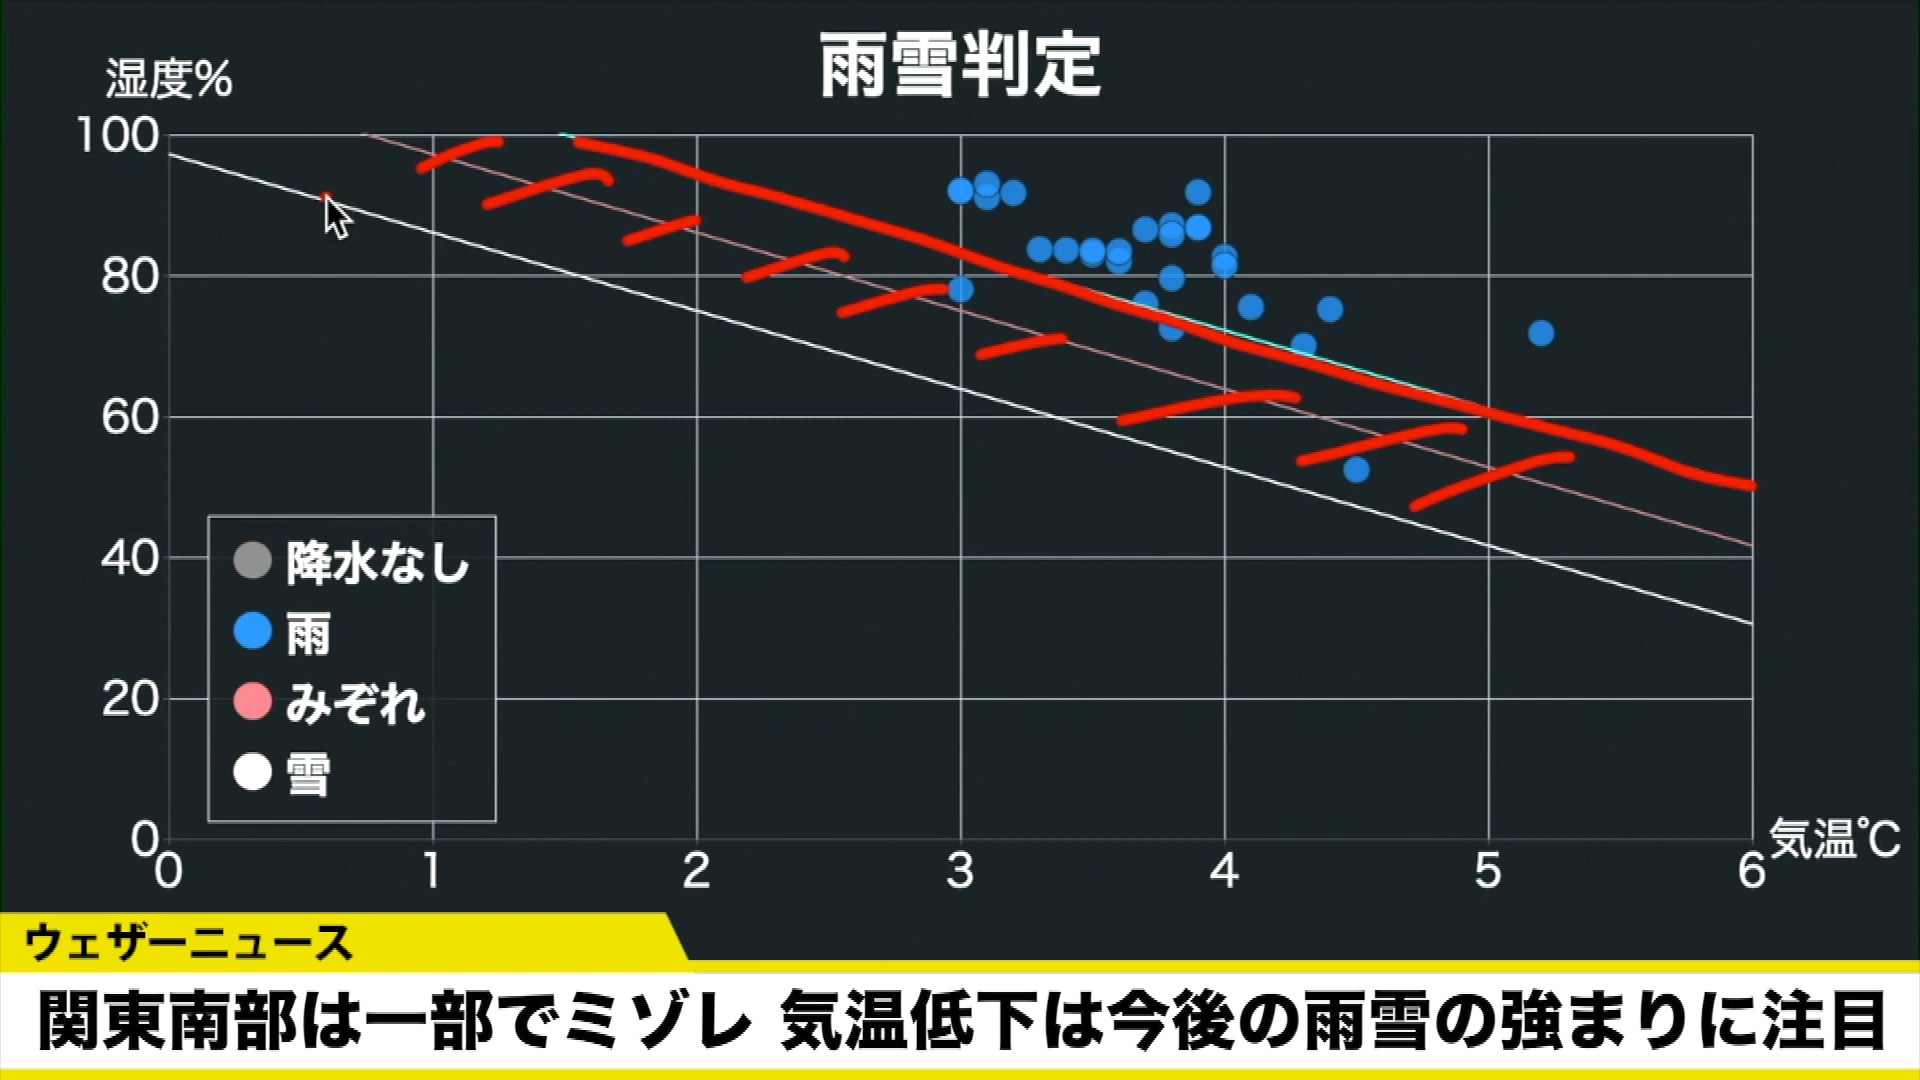 雨雪判定
湿度%
100
80
60
40
20
0
降水なし
雨
みぞれ
雪
0 1 2 3 4 5 6
気温℃
ウェザーニュース
関東南部は一部でミゾレ 気温低下は今後の雨雪の強まりに注目